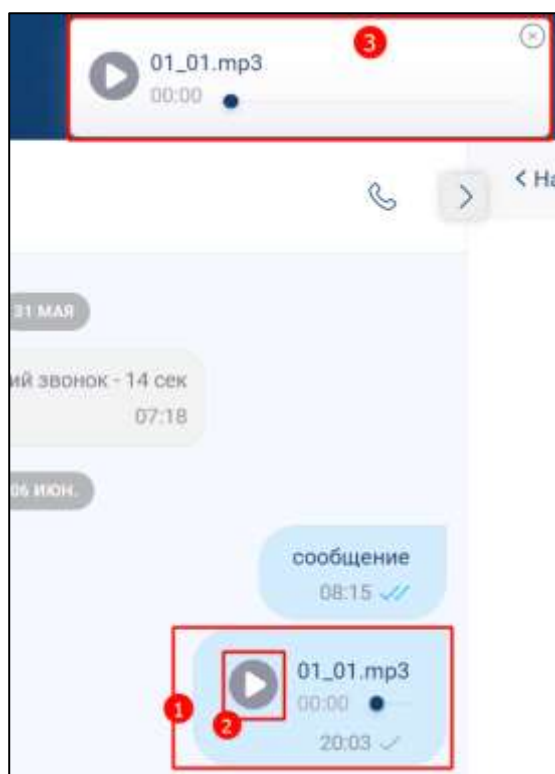 3
01_01.mp3
00:00
< На
31 МАЯ
ий звонок - 14 сек
07:18
06 ИЮН.
сообщение
08:15
01_01.mp3
00:00
1
2
20:03